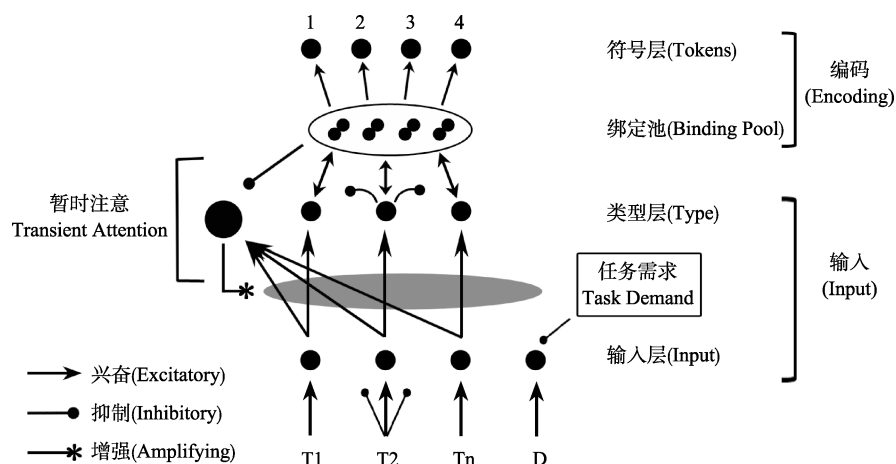 1 2 3 4
符号层(Tokens)
编码
(Encoding)
绑定池(Binding Pool)
暂时注意
Transient Attention
类型层(Type)
任务需求
Task Demand
输入
(Input)
输入层(Input)
兴奋(Excitatory)
抑制(Inhibitory)
增强(Amplifying)
T1 T2 Tn D